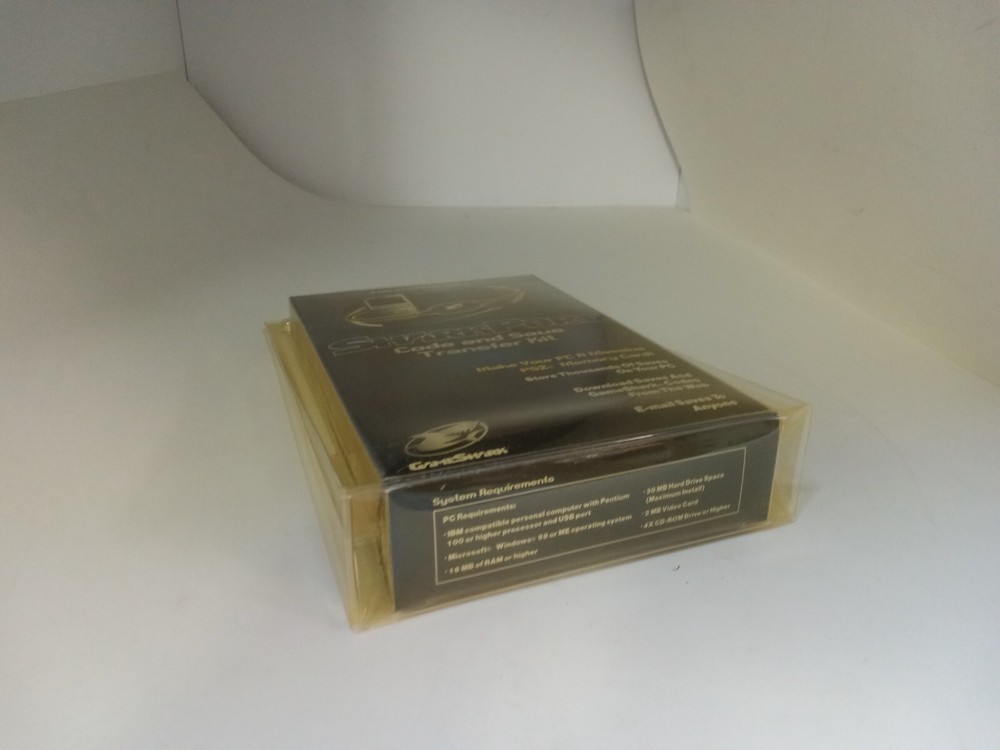 SharkPort
Code and Save
Transfer Kit
Make Your PC A Massive
PS2™ Memory Card!
Store Thousands Of Saves
On Your PC
Download Saves And
GameShark® Codes
From The Web
E-mail Saves To
Anyone
GameShark
System Requirements
PC Requirements:
·IBM compatible personal computer with Pentium
100 or higher processor and USB port
·Microsoft® Windows® 98 or ME operating system
·16 MB of RAM or higher
·30 MB Hard Drive Space
(Maximum Install)
·2 MB Video Card
·4X CD-ROM Drive or Higher